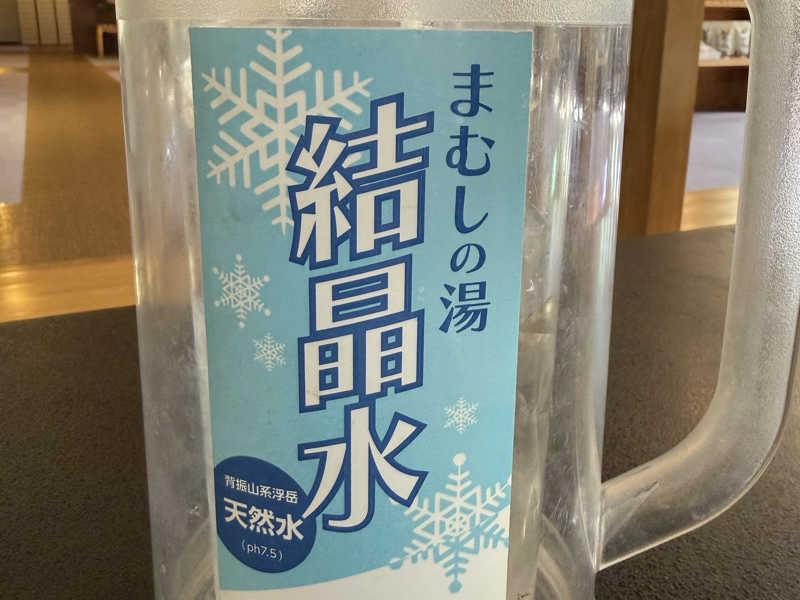 まむしの湯
結晶水
背振山系浮岳
天然水
(ph7.5)